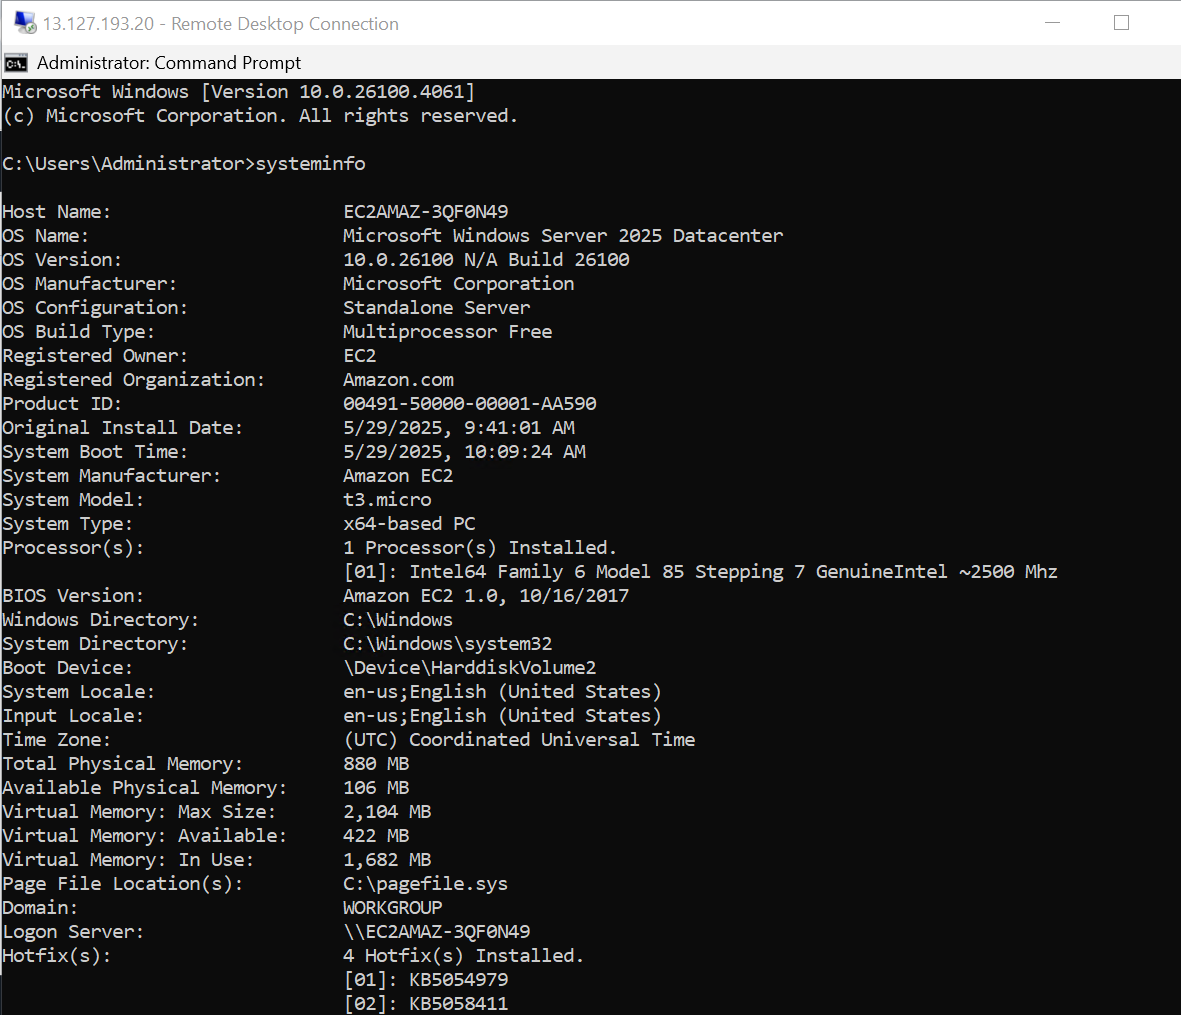 13.127.193.20 - Remote Desktop Connection
Administrator: Command Prompt
Microsoft Windows [Version 10.0.26100.4061]
(c) Microsoft Corporation. All rights reserved.
C:\Users\Administrator>systeminfo
Host Name: EC2AMAZ-3QF0N49
OS Name: Microsoft Windows Server 2025 Datacenter
OS Version: 10.0.26100 N/A Build 26100
OS Manufacturer: Microsoft Corporation
OS Configuration: Standalone Server
OS Build Type: Multiprocessor Free
Registered Owner: EC2
Registered Organization: Amazon.com
Product ID: 00491-50000-00001-AA590
Original Install Date: 5/29/2025, 9:41:01 AM
System Boot Time: 5/29/2025, 10:09:24 AM
System Manufacturer: Amazon EC2
System Model: t3.micro
System Type: x64-based PC
Processor(s): 1 Processor(s) Installed.
[01]: Intel64 Family 6 Model 85 Stepping 7 GenuineIntel ~2500 Mhz
BIOS Version: Amazon EC2 1.0, 10/16/2017
Windows Directory: C:\Windows
System Directory: C:\Windows\system32
Boot Device: \Device\HarddiskVolume2
System Locale: en-us;English (United States)
Input Locale: en-us;English (United States)
Time Zone: (UTC) Coordinated Universal Time
Total Physical Memory: 880 MB
Available Physical Memory: 106 MB
Virtual Memory: Max Size: 2,104 MB
Virtual Memory: Available: 422 MB
Virtual Memory: In Use: 1,682 MB
Page File Location(s): C:\pagefile.sys
Domain: WORKGROUP
Logon Server: \\EC2AMAZ-3QF0N49
Hotfix(s): 4 Hotfix(s) Installed.
[01]: KB5054979
[02]: KB5058411